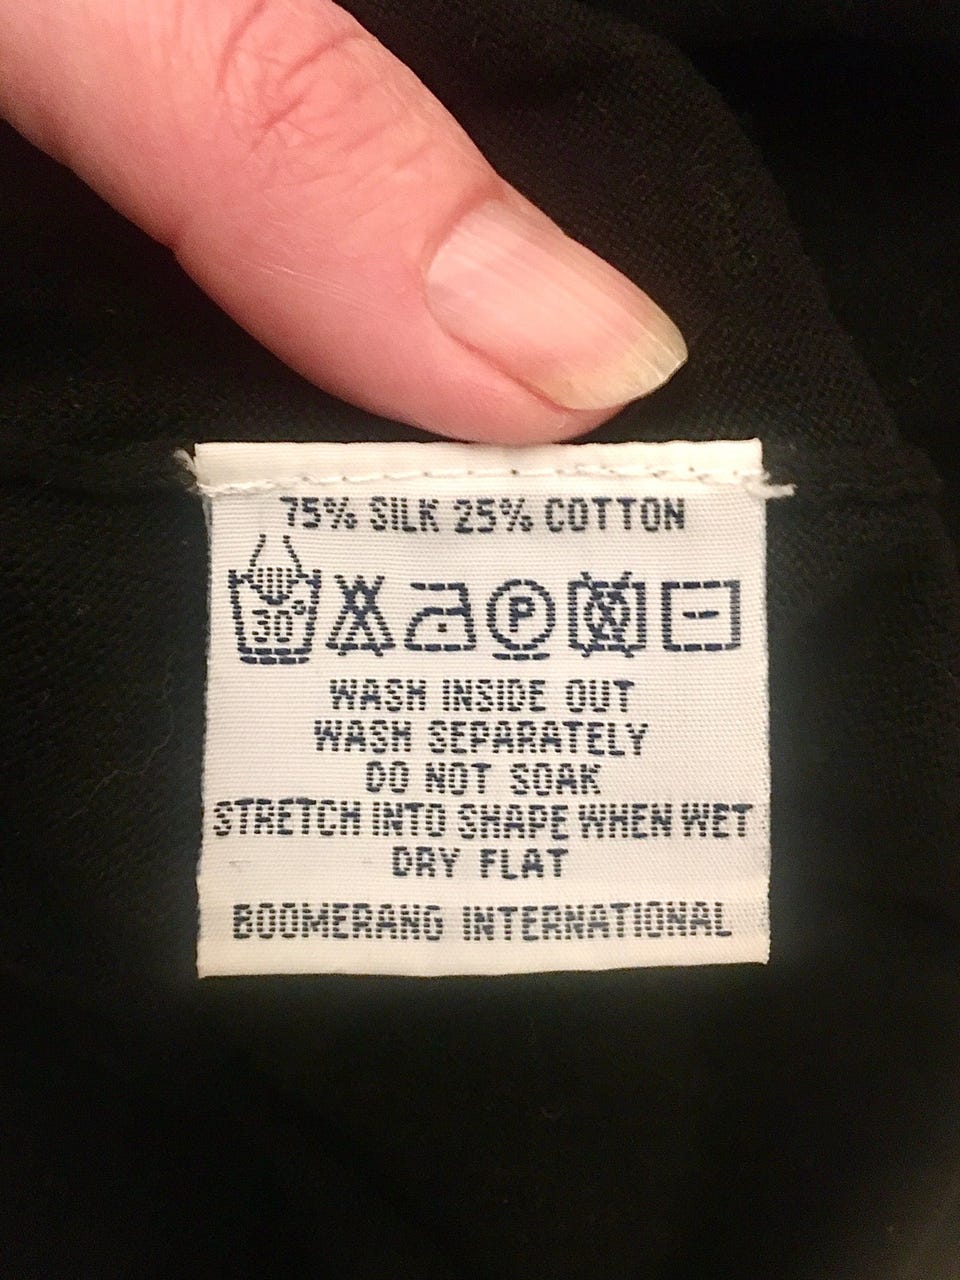 75% SILK 25% COTTON
30° P
WASH INSIDE OUT
WASH SEPARATELY
DO NOT SOAK
STRETCH INTO SHAPE WHEN WET
DRY FLAT
BOOMERANG INTERNATIONAL